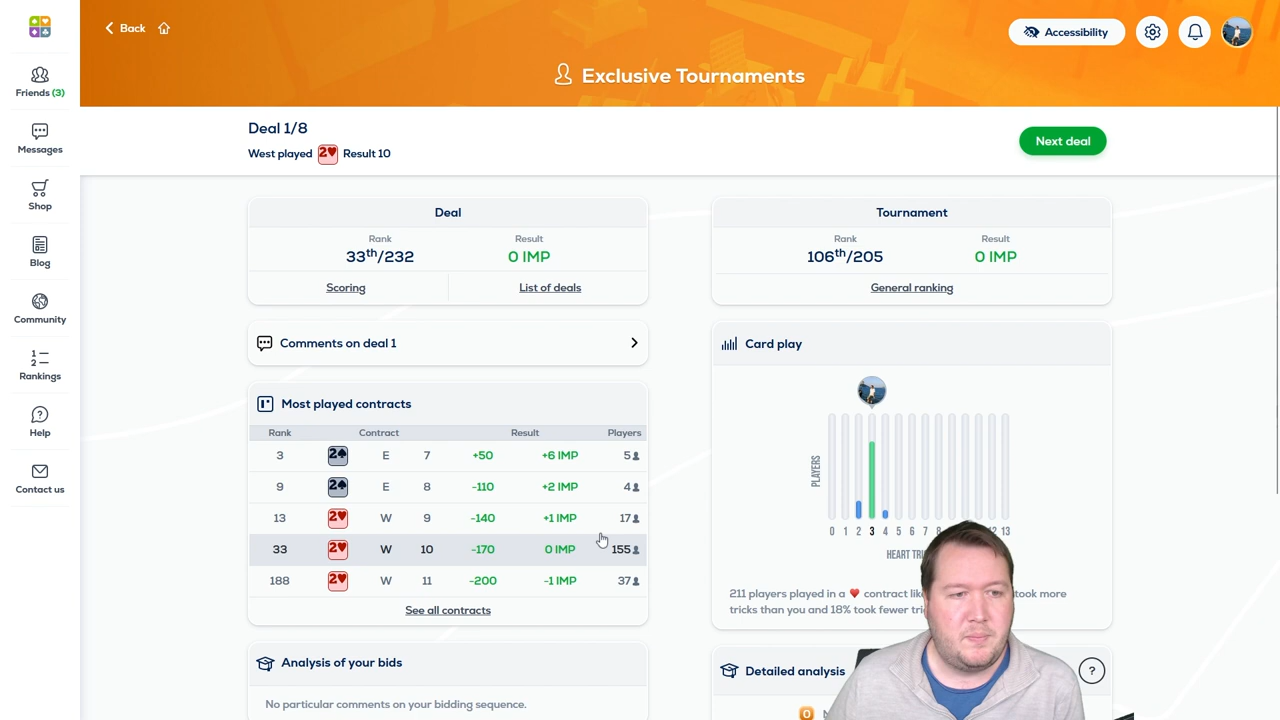 Back
Accessibility
Exclusive Tournaments
Friends (3)
Messages
Shop
Blog
Community
Rankings
Help
Contact us
Deal 1/8
West played 2♥ Result 10
Next deal
Deal
Rank Result
33th/232 0 IMP
Scoring List of deals
Tournament
Rank Result
106th/205 0 IMP
General ranking
Comments on deal 1
Most played contracts
Rank Contract Result Players
3 2♠ E 7 +50 +6 IMP 5
9 2♠ E 8 -110 +2 IMP 4
13 2♥ W 9 -140 +1 IMP 17
33 2♥ W 10 -170 0 IMP 155
188 2♥ W 11 -200 -1 IMP 37
See all contracts
Analysis of your bids
No particular comments on your bidding sequence.
Card play
PLAYERS
0 1 2 3 4 5 6 7 8 12 13
211 players played in a ♥ contract took more
tricks than you and 18% took fewer
Detailed analysis
?
0